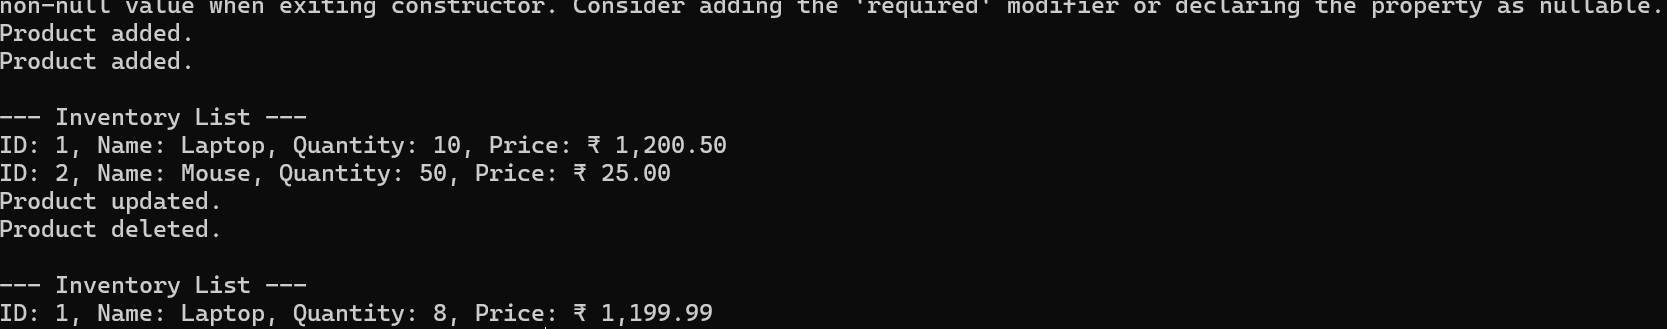 non-null value when exiting constructor. Consider adding the 'required' modifier or declaring the property as nullable.
Product added.
Product added.
--- Inventory List ---
ID: 1, Name: Laptop, Quantity: 10, Price: ₹ 1,200.50
ID: 2, Name: Mouse, Quantity: 50, Price: ₹ 25.00
Product updated.
Product deleted.
--- Inventory List ---
ID: 1, Name: Laptop, Quantity: 8, Price: ₹ 1,199.99